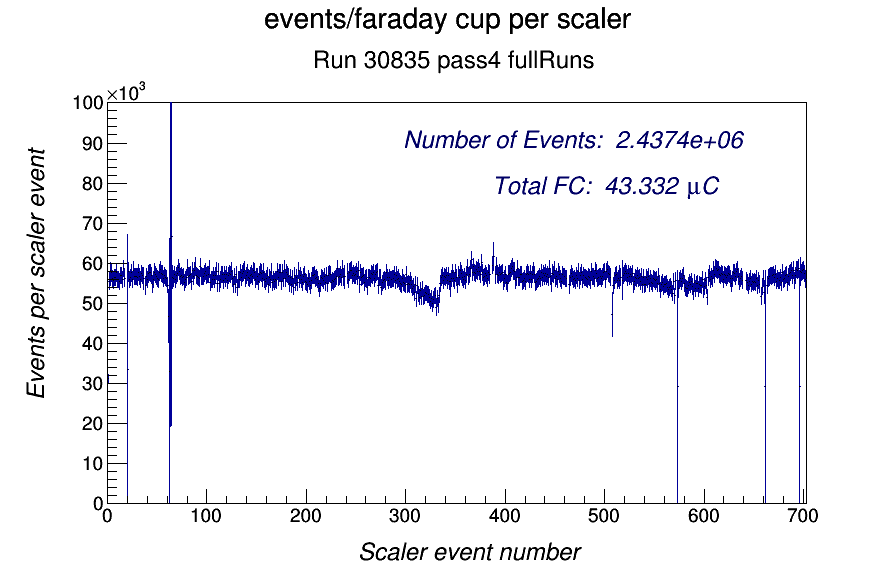 events/faraday cup per scaler
Run 30835 pass4 fullRuns
×10³
100
90
80
70
60
50
40
30
20
10
0
Events per scaler event
Number of Events: 2.4374e+06
Total FC: 43.332 μC
0 100 200 300 400 500 600 700
Scaler event number